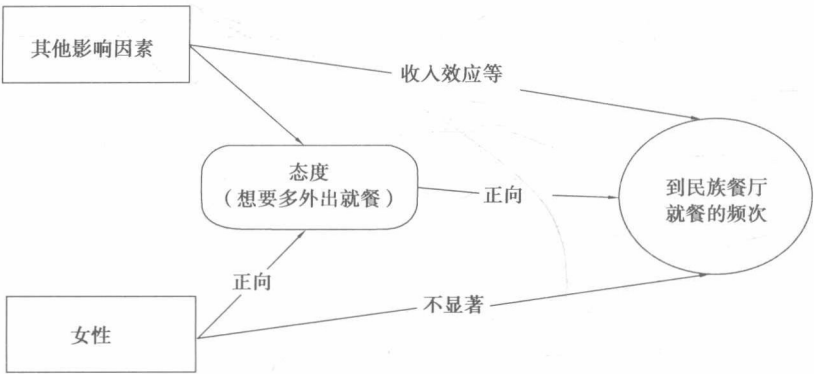 其他影响因素
收入效应等
态度
（想要多外出就餐）
正向
到民族餐厅
就餐的频次
正向
不显著
女性